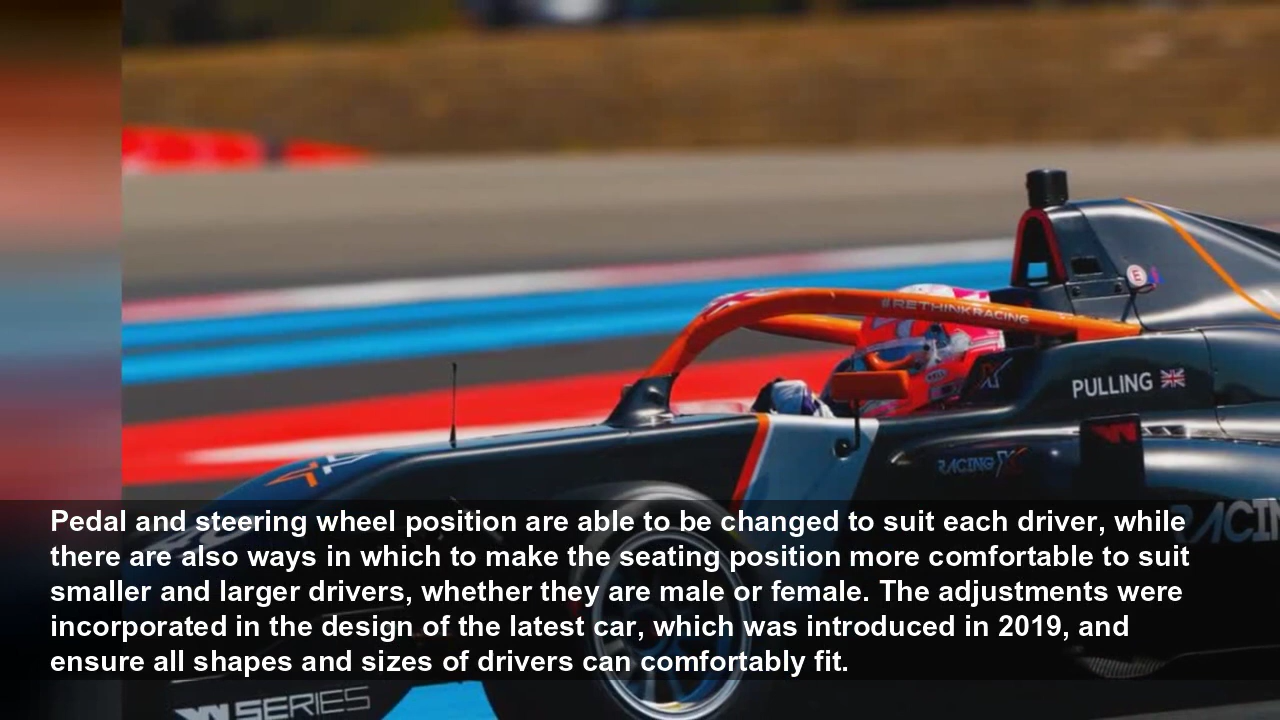 #RETHINKRACING
PULLING
RACING X
RACIN
Pedal and steering wheel position are able to be changed to suit each driver, while
there are also ways in which to make the seating position more comfortable to suit
smaller and larger drivers, whether they are male or female. The adjustments were
incorporated in the design of the latest car, which was introduced in 2019, and
ensure all shapes and sizes of drivers can comfortably fit.
W SERIES